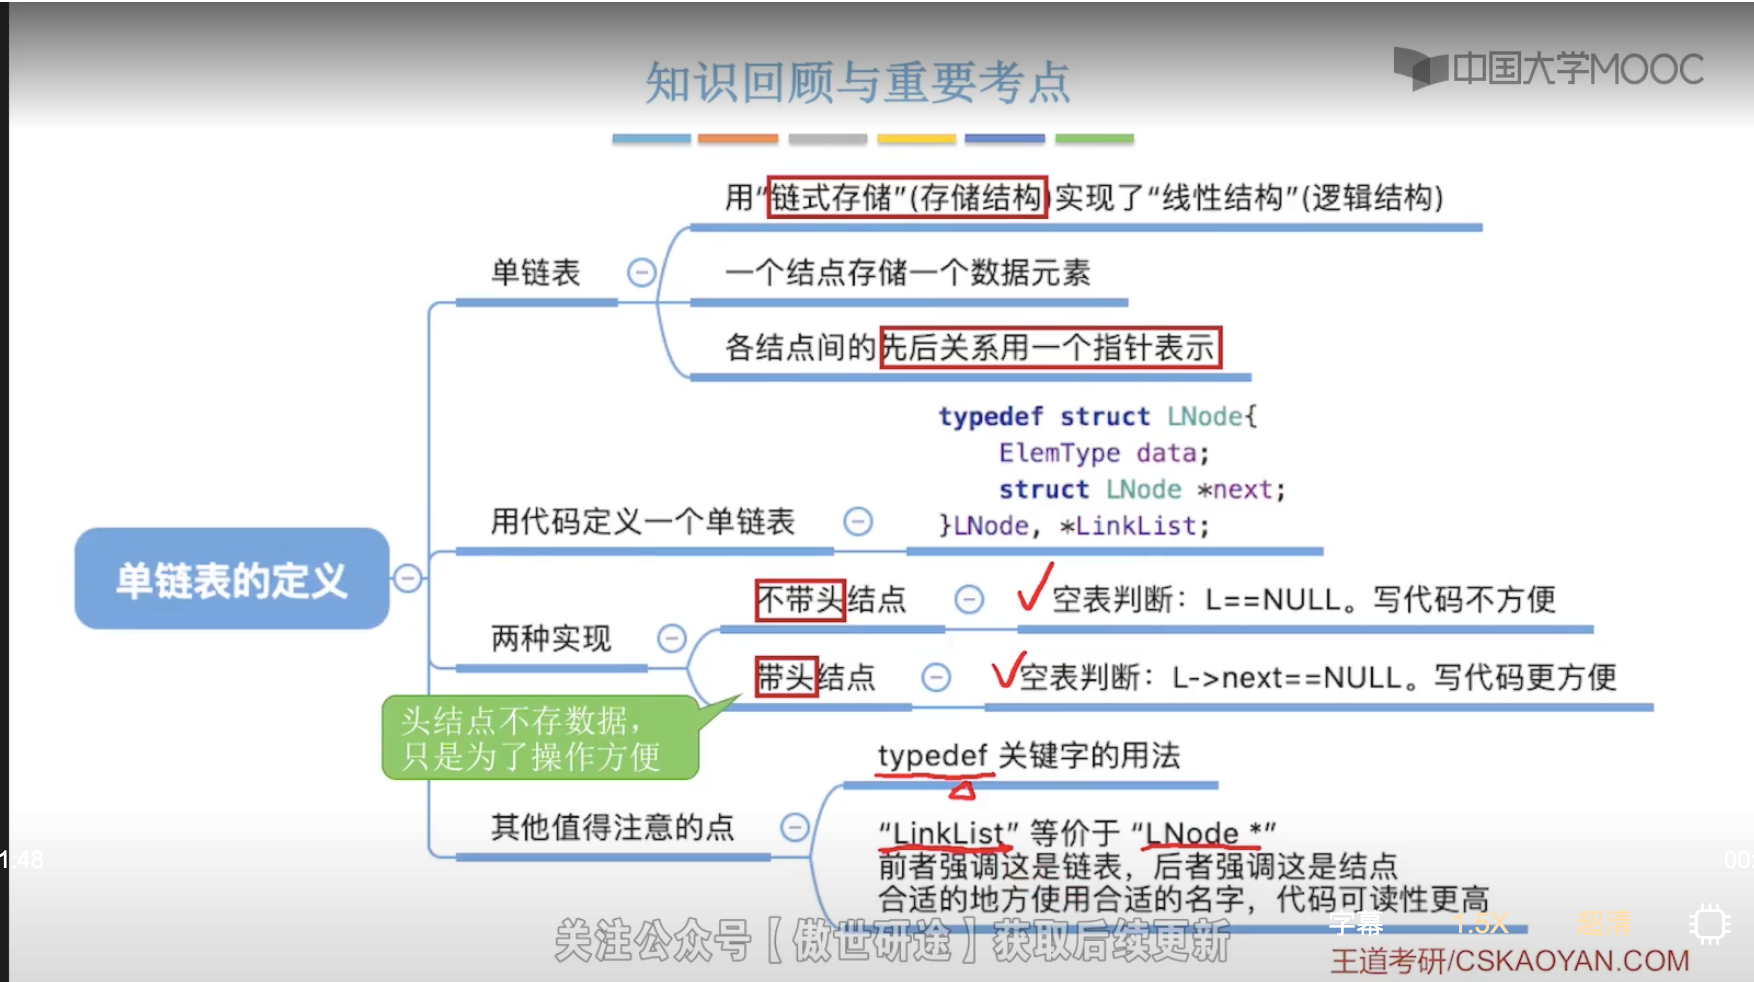 中国大学MOOC
知识回顾与重要考点
用“链式存储”(存储结构)实现了“线性结构”(逻辑结构)
单链表
一个结点存储一个数据元素
各结点间的先后关系用一个指针表示
typedef struct LNode{
ElemType data;
struct LNode *next;
}LNode, *LinkList;
用代码定义一个单链表
单链表的定义
不带头结点
空表判断：L==NULL。写代码不方便
两种实现
带头结点
空表判断：L->next==NULL。写代码更方便
头结点不存数据，
只是为了操作方便
typedef 关键字的用法
其他值得注意的点
“LinkList” 等价于 “LNode *”
前者强调这是链表，后者强调这是结点
合适的地方使用合适的名字，代码可读性更高
1:48
00:
字幕
1.5X
超清
关注公众号【傲世研途】获取后续更新
王道考研/CSKAOYAN.COM